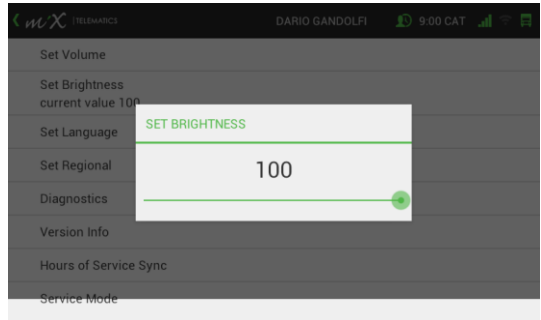 MiX | TELEMATICS DARIO GANDOLFI 9:00 CAT
Set Volume
Set Brightness
current value 100
SET BRIGHTNESS
Set Language
Set Regional
100
Diagnostics
Version Info
Hours of Service Sync
Service Mode